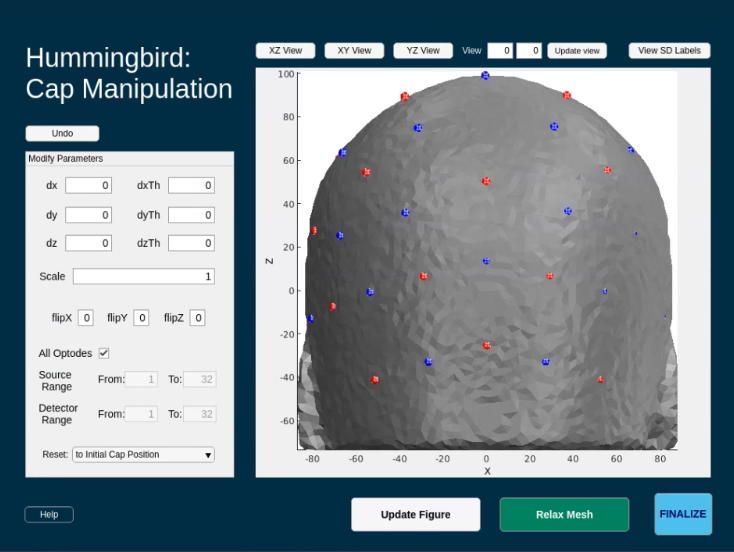 Hummingbird:
Cap Manipulation
XZ View
XY View
YZ View
View
0
0
Update view
View SD Labels
Undo
Modify Parameters
dx 0 dxTh 0
dy 0 dyTh 0
dz 0 dzTh 0
Scale 1
flipX 0 flipY 0 flipZ 0
All Optodes
Source
Range
From: 1 To: 32
Detector
Range
From: 1 To: 32
Reset: to Initial Cap Position
100
80
60
40
20
0
-20
-40
-60
Z
-80 -60 -40 -20 0 20 40 60 80
X
Help
Update Figure
Relax Mesh
FINALIZE